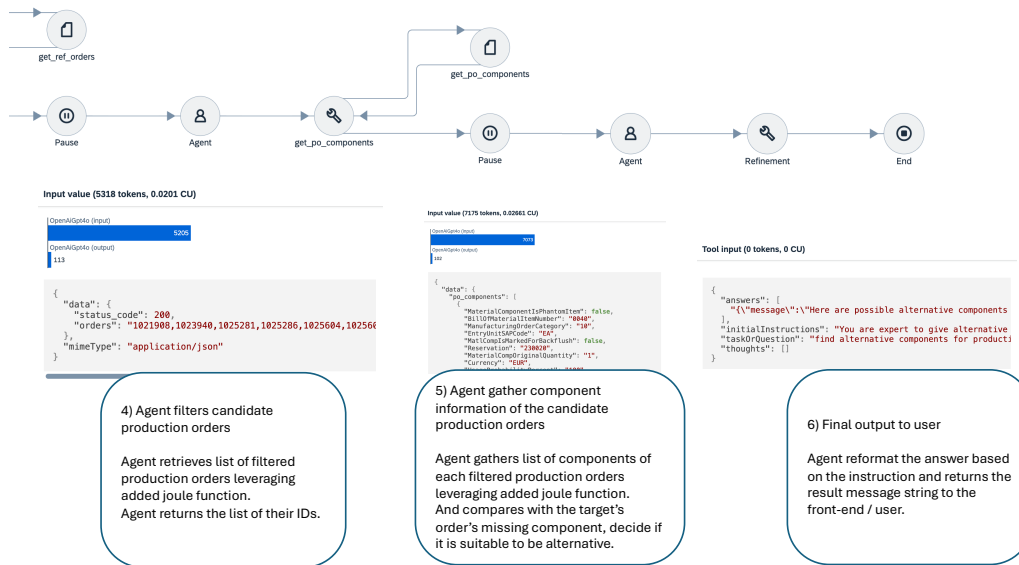 get_ref_orders
get_po_components
Pause
Agent
get_po_components
Pause
Agent
Refinement
End
Input value (5318 tokens, 0.0201 CU)
OpenAiGpt4o (input)
5205
OpenAiGpt4o (output)
113
{
"data": {
"status_code": 200,
"orders": "1021908,1023940,1025281,1025286,1025604,102560
},
"mimeType": "application/json"
}
4) Agent filters candidate
production orders
Agent retrieves list of filtered
production orders leveraging
added joule function.
Agent returns the list of their IDs.
Input value (7175 tokens, 0.02661 CU)
OpenAiGpt4o (input)
7073
OpenAiGpt4o (output)
102
{
"data": {
"po_components": [
{
"MaterialComponentIsPhantomItem": false,
"BillOfMaterialItemNumber": "0040",
"ManufacturingOrderCategory": "10",
"EntryUnitSAPCode": "EA",
"MatlCompIsMarkedForBackflush": false,
"Reservation": "230020",
"MaterialCompOriginalQuantity": "1",
"Currency": "EUR",
5) Agent gather component
information of the candidate
production orders
Agent gathers list of components of
each filtered production orders
leveraging added joule function.
And compares with the target's
order's missing component, decide if
it is suitable to be alternative.
Tool input (0 tokens, 0 CU)
{
"answers": [
"{\"message\":\"Here are possible alternative components
],
"initialInstructions": "You are expert to give alternative
"taskOrQuestion": "find alternative components for producti
"thoughts": []
}
6) Final output to user
Agent reformat the answer based
on the instruction and returns the
result message string to the
front-end / user.